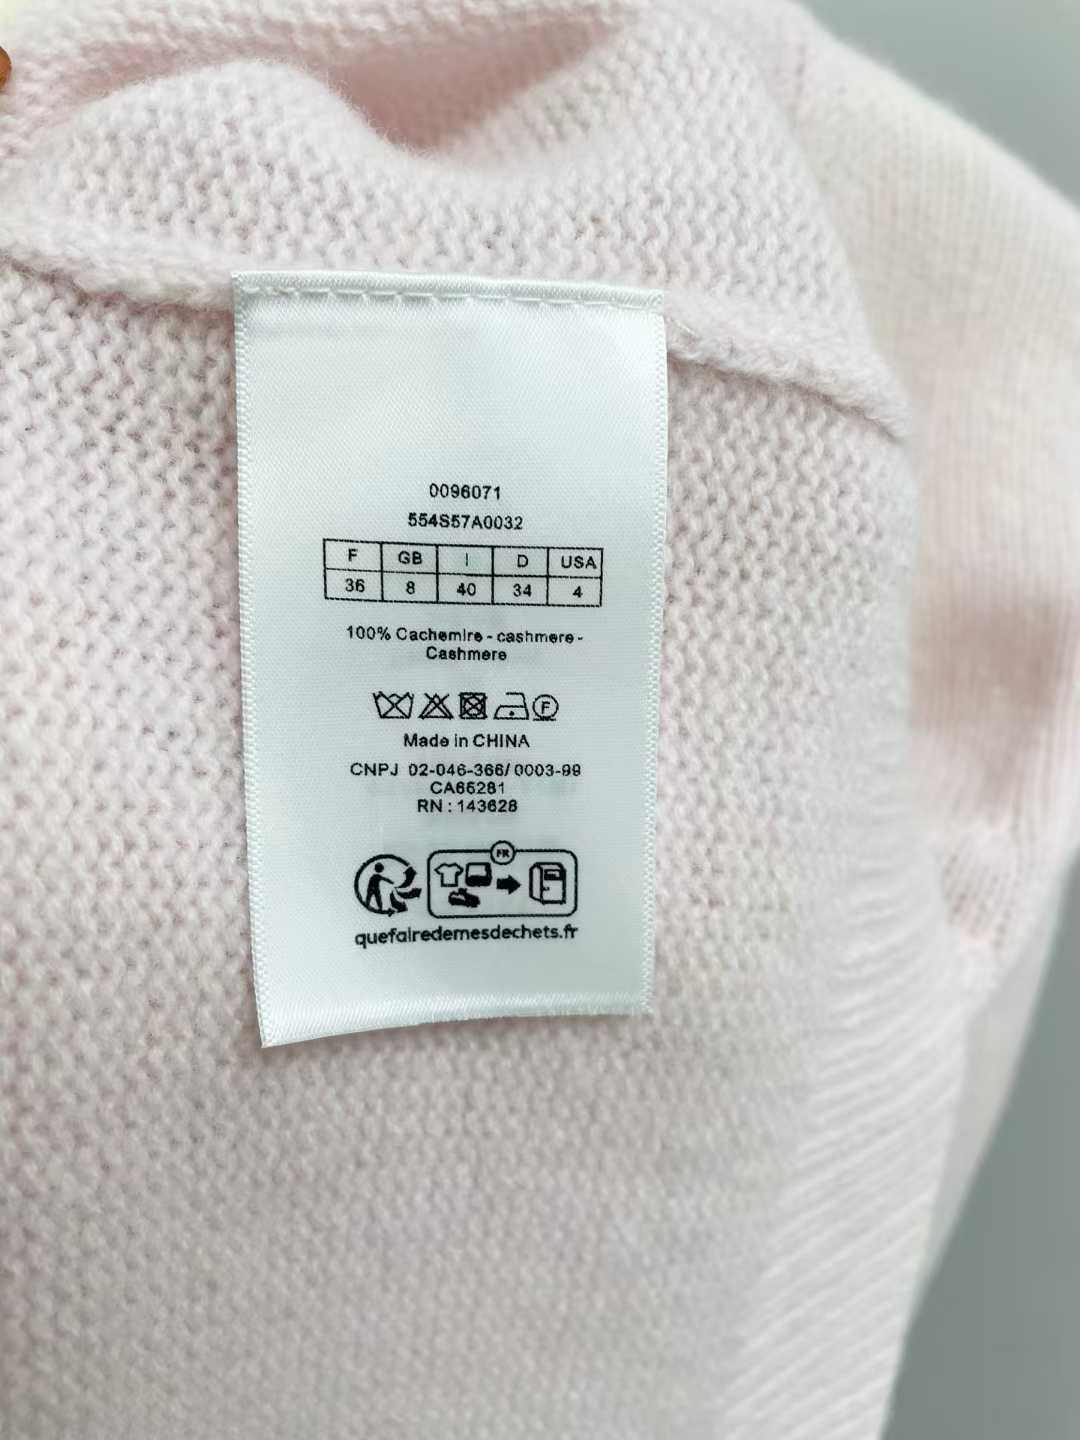 0096071
554S57A0032
F GB I D USA
36 8 40 34 4
100% Cachemire - cashmere -
Cashmere
F
Made in CHINA
CNPJ 02-046-366/ 0003-99
CA65281
RN : 143628
FR
quefairedemesdechets.fr